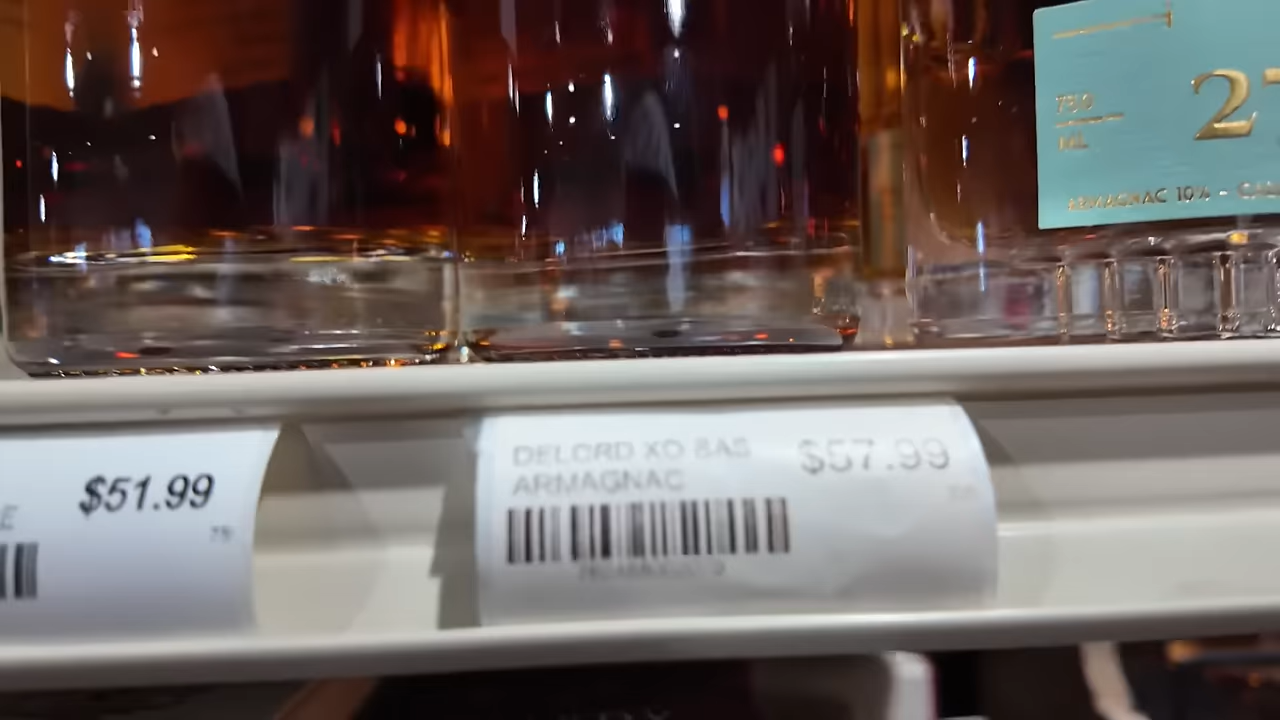 750
ML
27
ARMAGNAC 10% -
$51.99
E
DELORD XO BAS
ARMAGNAC
$57.99